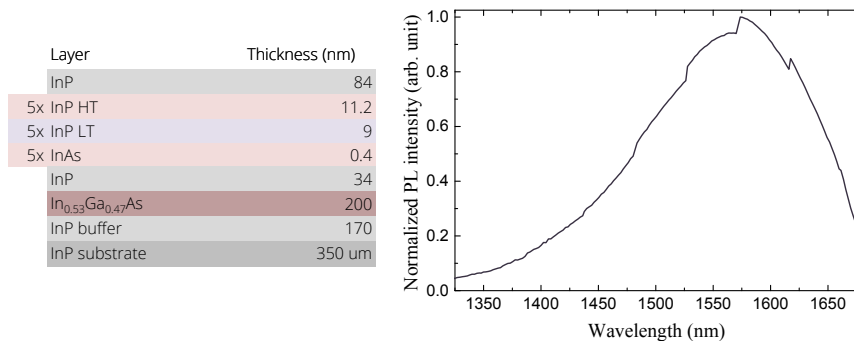 Layer Thickness (nm)
InP 84
5x InP HT 11.2
5x InP LT 9
5x InAs 0.4
InP 34
In0.53Ga0.47As 200
InP buffer 170
InP substrate 350 um
Normalized PL intensity (arb. unit)
1.0
0.8
0.6
0.4
0.2
0.0
1350 1400 1450 1500 1550 1600 1650
Wavelength (nm)